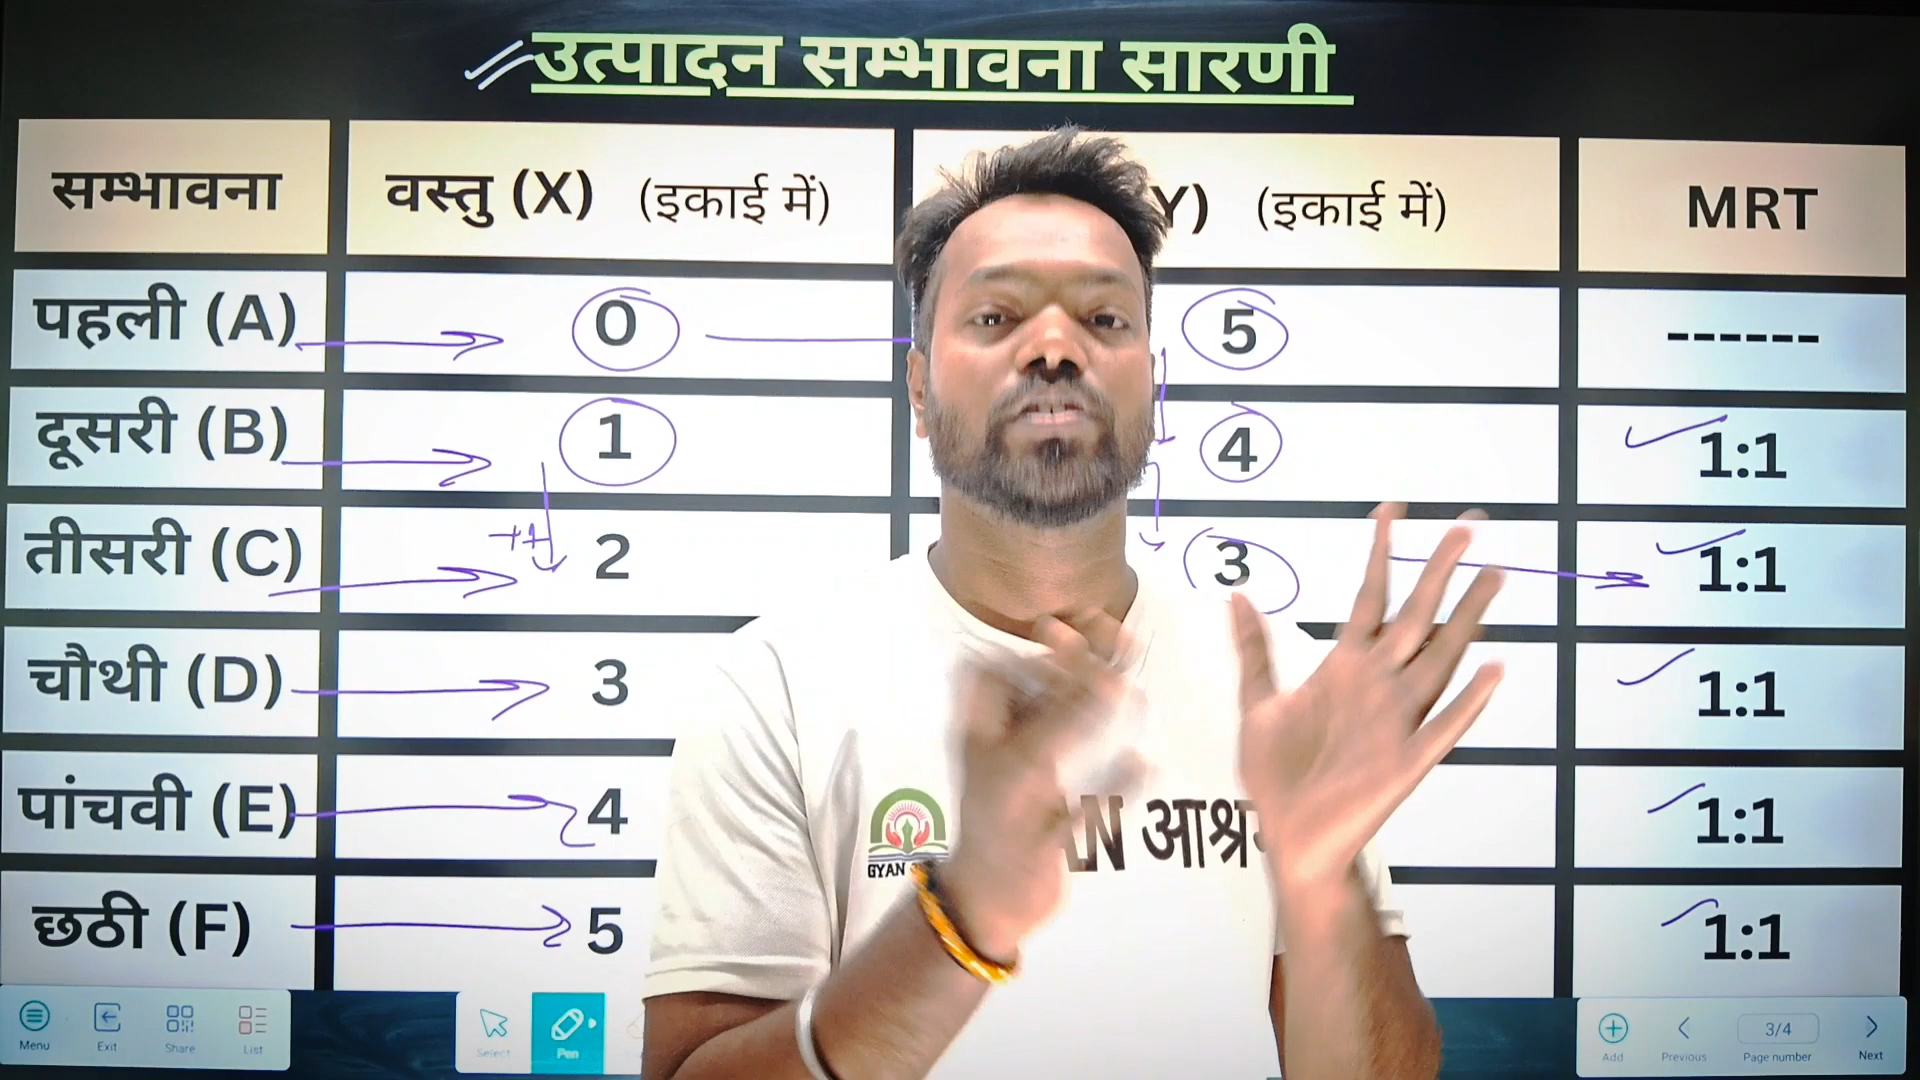 उत्पादन सम्भावना सारणी
सम्भावना वस्तु (X) (इकाई में) Y) (इकाई में) MRT
पहली (A) 0 5 ------
दूसरी (B) 1 4 1:1
तीसरी (C) +1 2 3 1:1
चौथी (D) 3 1:1
पांचवी (E) 4 1:1
छठी (F) 5 1:1
GYAN
AN आश्र
Menu Exit Share List Select Pen Add Previous 3/4 Page number Next